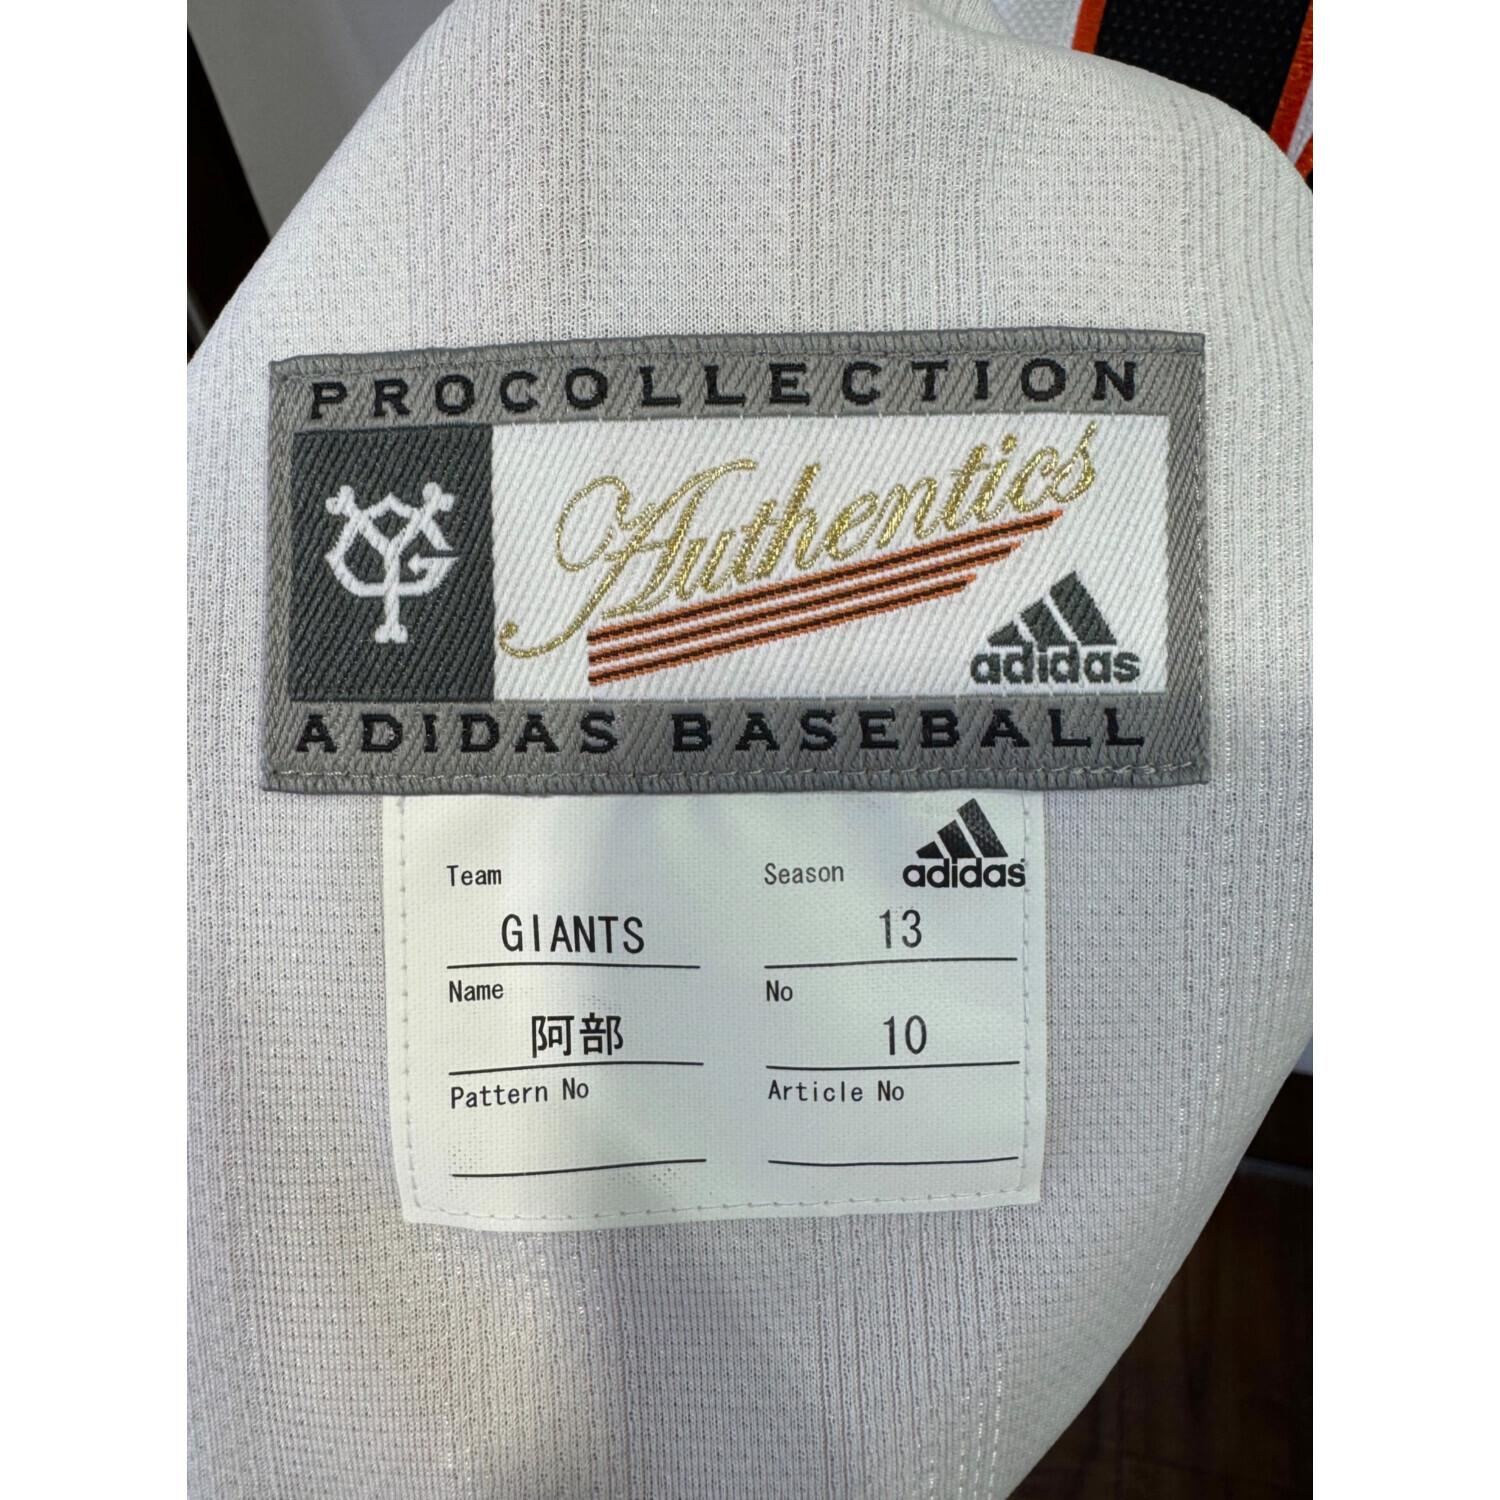 PROCOLLECTION
YG
Authentics
adidas
ADIDAS BASEBALL
adidas
Team Season
GIANTS 13
Name No
阿部 10
Pattern No Article No